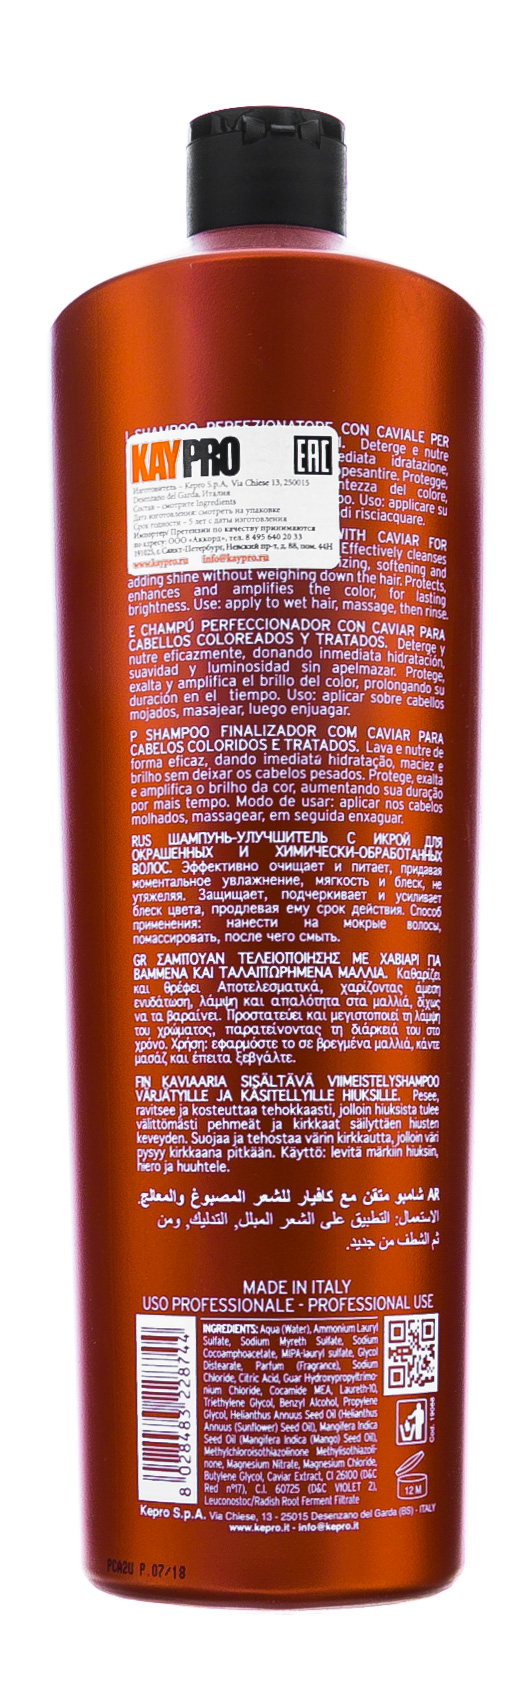 I SHAMPOO PERFEZIONATORE CON CAVIALE PER
Deterge e nutre
idratazione,
Protegge,
del colore,
Uso: applicare su
risciacquare.
KAYPRO
EAC
Изготовитель – Kepro S.p.A, Via Chiese 13, 250015
Desenzano del Garda, Италия
Состав – смотрите Ingredients
Дата изготовления: смотреть на упаковке
Срок годности – 5 лет с даты изготовления
Импортер/ Претензии по качеству принимаются
по адресу: ООО «Аккорд», тел. 8 495 640 20 33
191025, г. Санкт-Петербург, Невский пр-т, д. 88, пом. 44Н
www.kaypro.ru info@kaypro.ru
WITH CAVIAR FOR
Effectively cleanses
softening and
adding shine without weighing down the hair. Protects,
enhances and amplifies the color, for lasting
brightness. Use: apply to wet hair, massage, then rinse.
E CHAMPÚ PERFECCIONADOR CON CAVIAR PARA
CABELLOS COLOREADOS Y TRATADOS. Deterge y
nutre eficazmente, donando inmediata hidratación,
suavidad y luminosidad sin apelmazar. Protege,
exalta y amplifica el brillo del color, prolongando su
duración en el tiempo. Uso: aplicar sobre cabellos
mojados, masajear, luego enjuagar.
P SHAMPOO FINALIZADOR COM CAVIAR PARA
CABELOS COLORIDOS E TRATADOS. Lava e nutre de
forma eficaz, dando imediata hidratação, maciez e
brilho sem deixar os cabelos pesados. Protege, exalta
e amplifica o brilho da cor, aumentando sua duração
por mais tempo. Modo de usar: aplicar nos cabelos
molhados, massagear, em seguida enxaguar.
RUS ШАМПУНЬ-УЛУЧШИТЕЛЬ С ИКРОЙ ДЛЯ
ОКРАШЕННЫХ И ХИМИЧЕСКИ-ОБРАБОТАННЫХ
ВОЛОС. Эффективно очищает и питает, придавая
моментальное увлажнение, мягкость и блеск, не
утяжеляя. Защищает, подчеркивает и усиливает
блеск цвета, продлевая ему срок действия. Способ
применения: нанести на мокрые волосы,
помассировать, после чего смыть.
GR ΣΑΜΠΟΥΑΝ ΤΕΛΕΙΟΠΟΙΗΣΗΣ ΜΕ ΧΑΒΙΑΡΙ ΓΙΑ
ΒΑΜΜΕΝΑ ΚΑΙ ΤΑΛΑΙΠΩΡΗΜΕΝΑ ΜΑΛΛΙΑ. Καθαρίζει
και θρέφει Αποτελεσματικά, χαρίζοντας άμεση
ενυδάτωση, λάμψη και απαλότητα στα μαλλιά, δίχως
να τα βαραίνει. Προστατεύει και μεγιστοποιεί τη λάμψη
του χρώματος, παρατείνοντας τη διάρκειά του στο
χρόνο. Χρήση: εφαρμόστε το σε βρεγμένα μαλλιά, κάντε
μασάζ και έπειτα ξεβγάλτε.
FIN KAVIAARIA SISÄLTÄVÄ VIIMEISTELYSHAMPOO
VÄRJÄTYILLE JA KÄSITELLYILLE HIUKSILLE. Pesee,
ravitsee ja kosteuttaa tehokkaasti, jolloin hiuksista tulee
välittömästi pehmeät ja kirkkaat säilyttäen hiusten
keveyden. Suojaa ja tehostaa värin kirkkautta, jolloin väri
pysyy kirkkaana pitkään. Käyttö: levitä märkiin hiuksiin,
hiero ja huuhtele.
AR شامبو متقن مع كافيار للشعر المصبوغ والمعالج.
الإستعمال: التطبيق على الشعر المبلل, التدليك, ومن
ثم الشطف من جديد.
MADE IN ITALY
USO PROFESSIONALE - PROFESSIONAL USE
8 028483 228744
INGREDIENTS: Aqua (Water), Ammonium Lauryl
Sulfate, Sodium Myreth Sulfate, Sodium
Cocoamphoacetate, MIPA-lauryl sulfate, Glycol
Distearate, Parfum (Fragrance), Sodium
Chloride, Citric Acid, Guar Hydroxypropyltrimo-
nium Chloride, Cocamide MEA, Laureth-10,
Triethylene Glycol, Benzyl Alcohol, Propylene
Glycol, Helianthus Annuus Seed Oil (Helianthus
Annuus (Sunflower) Seed Oil), Mangifera Indica
Seed Oil (Mangifera Indica (Mango) Seed Oil),
Methylchloroisothiazolinone Methylisothiazoli-
none, Magnesium Nitrate, Magnesium Chloride,
Butylene Glycol, Caviar Extract, CI 26000 (D&C
Red n°17), C.I. 60725 (D&C VIOLET 2),
Leuconostoc/Radish Root Ferment Filtrate
Cod. 19056
12 M
Kepro S.p.A. Via Chiese, 13 - 25015 Desenzano del Garda (BS) - ITALY
www.kepro.it - info@kepro.it
PCA2U P.07/18